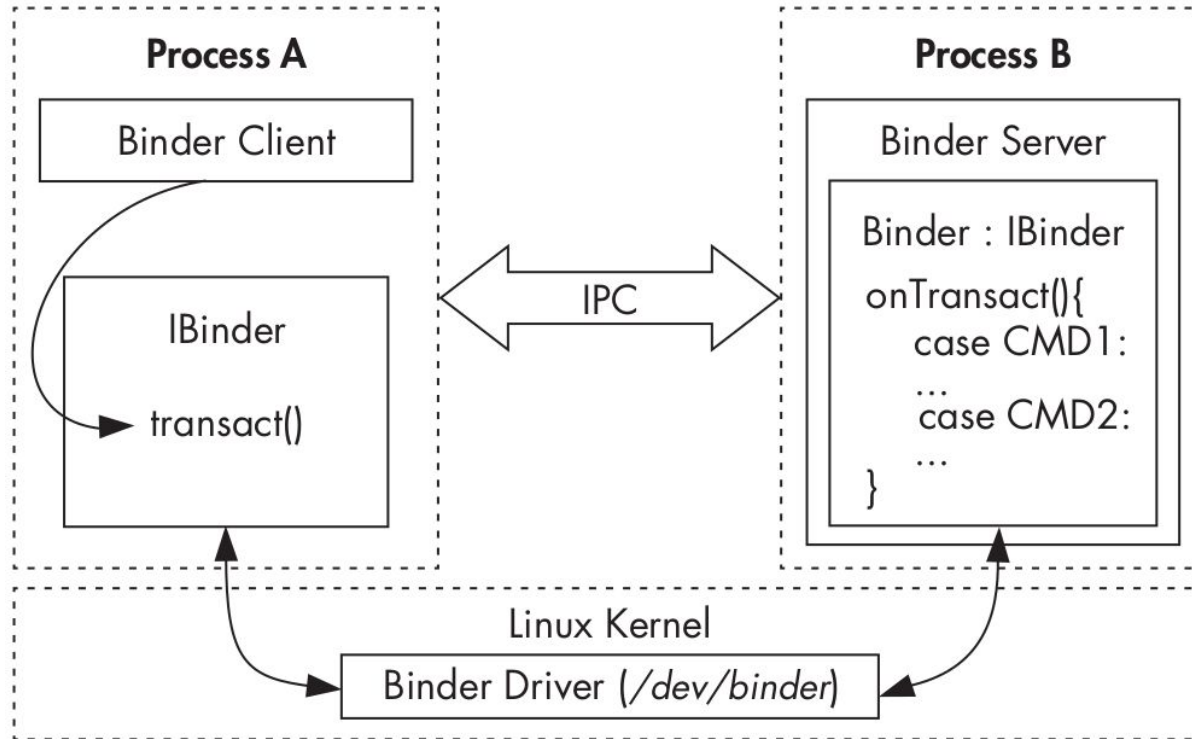 Process A
Binder Client
IBinder
transact()
IPC
Process B
Binder Server
Binder : IBinder
onTransact(){
case CMD1:
...
case CMD2:
...
}
Linux Kernel
Binder Driver (/dev/binder)